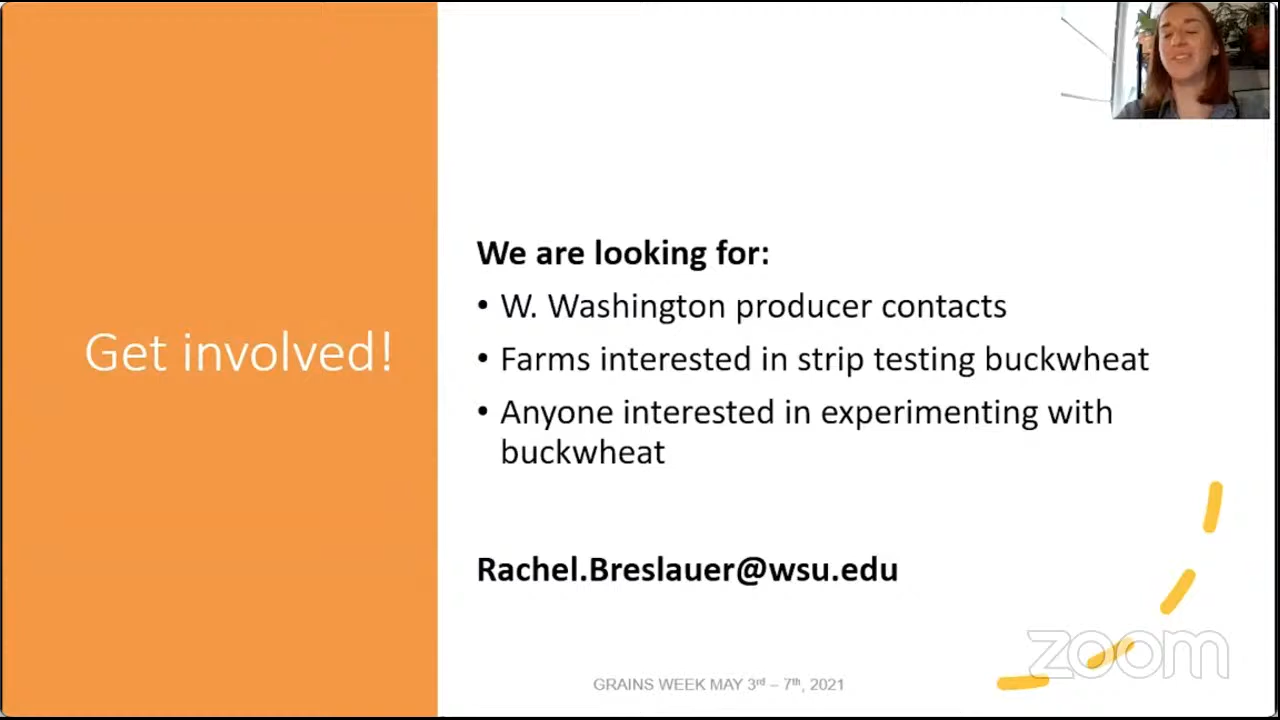 Get involved!
We are looking for:
• W. Washington producer contacts
• Farms interested in strip testing buckwheat
• Anyone interested in experimenting with
buckwheat
Rachel.Breslauer@wsu.edu
GRAINS WEEK MAY 3rd – 7th, 2021
zoom